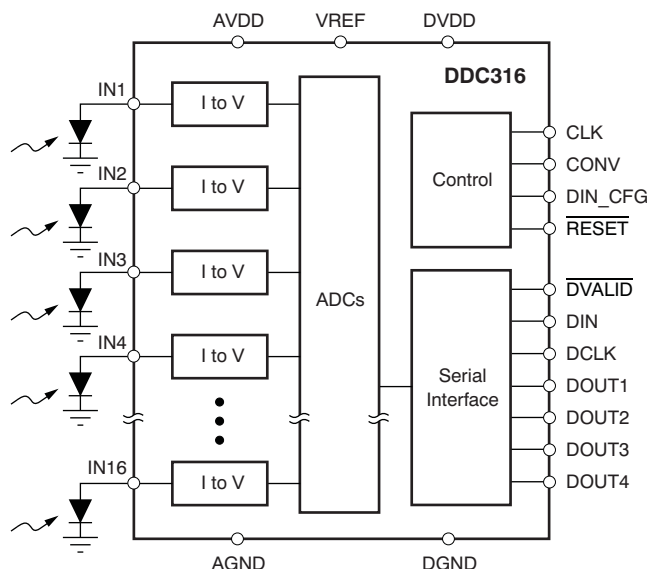 AVDD VREF DVDD
DDC316
IN1
I to V
IN2
I to V
IN3
I to V
IN4
I to V
IN16
I to V
ADCs
Control
CLK
CONV
DIN_CFG
RESET
Serial
Interface
DVALID
DIN
DCLK
DOUT1
DOUT2
DOUT3
DOUT4
AGND DGND